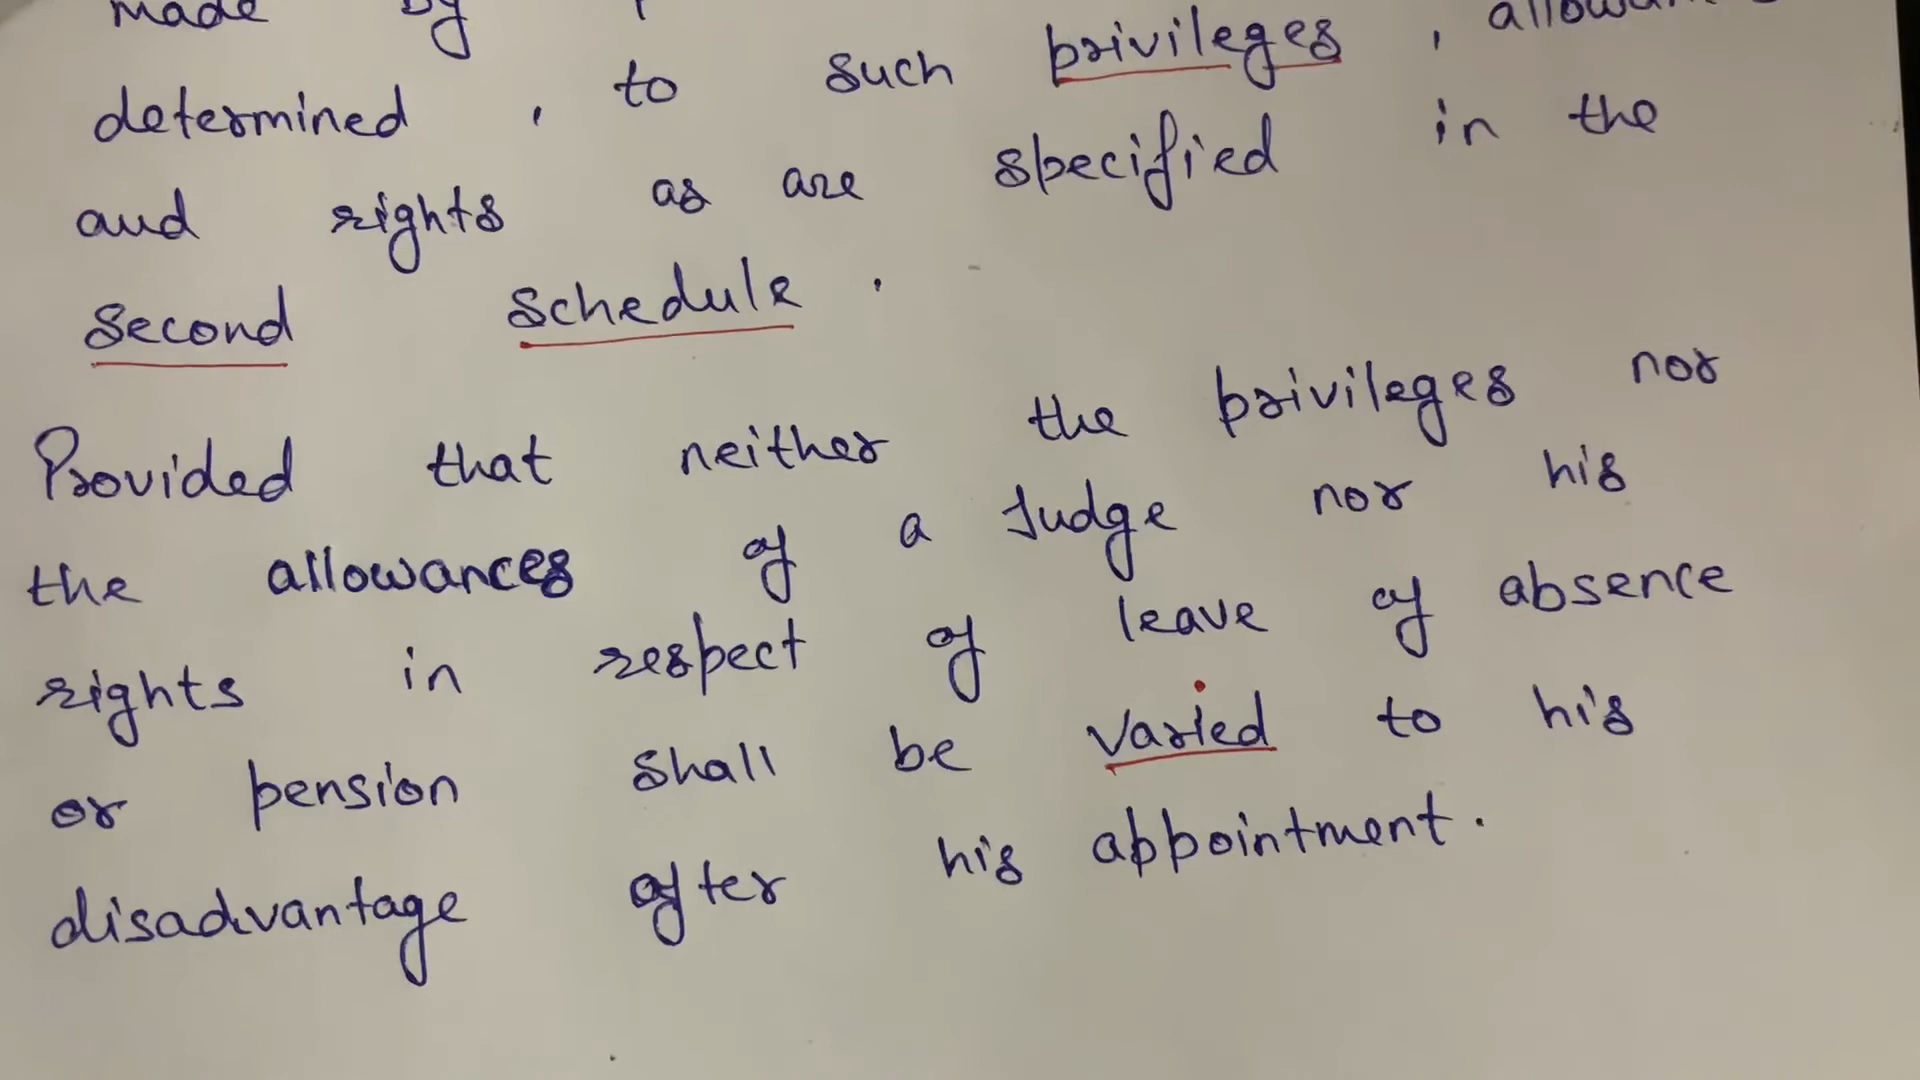 made by
determined , to such privileges ,
and rights as are specified in the
second schedule .
Provided that neither the privileges nor
the allowances of a Judge nor his
rights in respect of leave of absence
or pension shall be varied to his
disadvantage after his appointment .